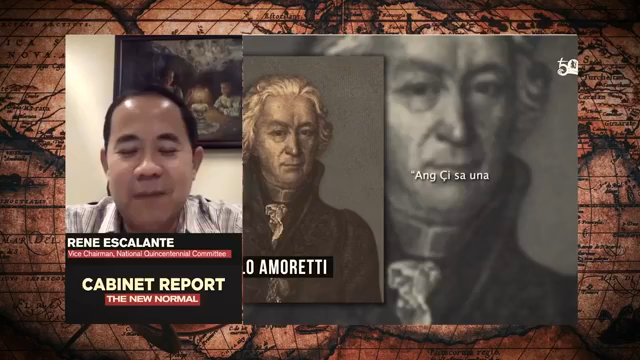 "Ang Çi sa una
RENE ESCALANTE
Vice Chairman, National Quincentennial Committee
LO AMORETTI
CABINET REPORT
THE NEW NORMAL